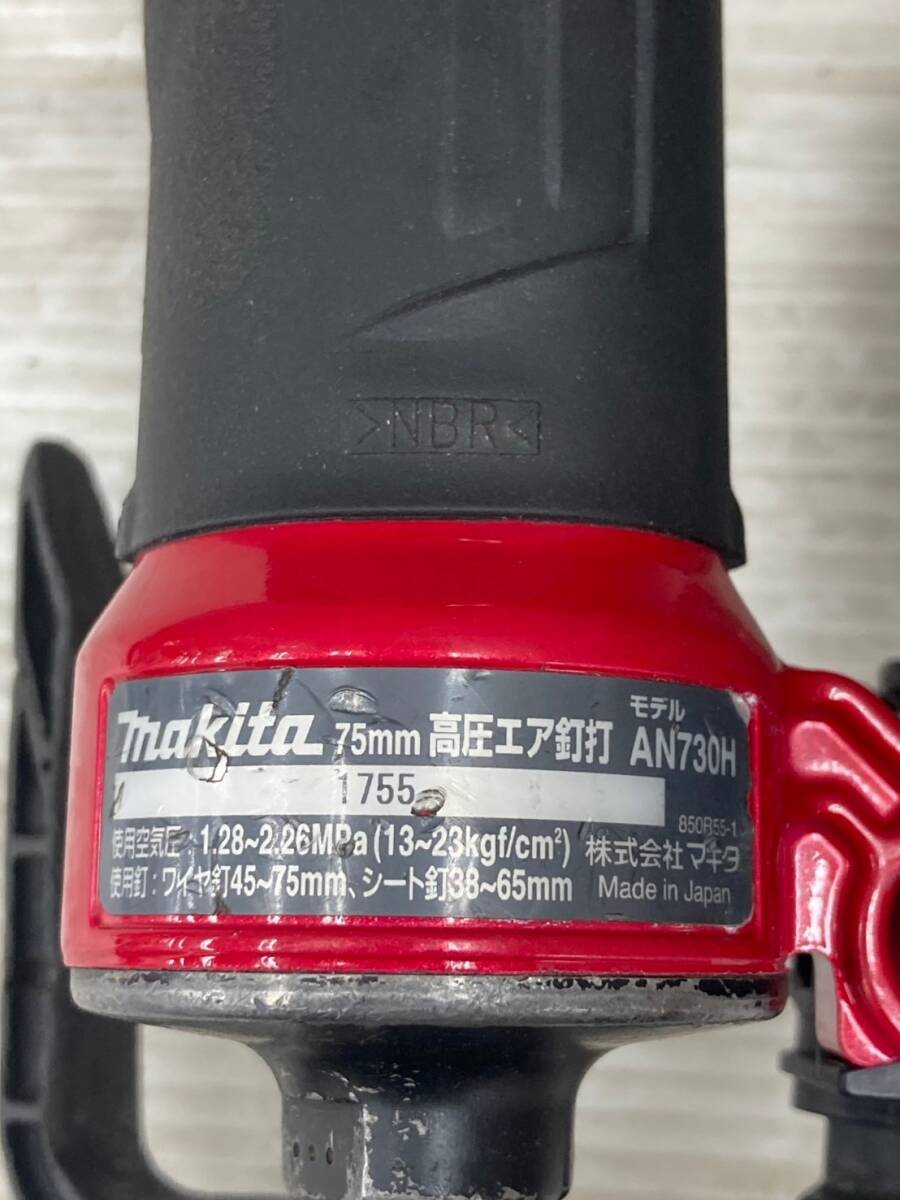 >NBR<
makita 75mm 高圧エア釘打 モデル AN730H
1755
850R55-1
使用空気圧:1.28~2.26MPa(13~23kgf/cm²) 株式会社マキタ
使用釘:ワイヤ釘45~75mm、シート釘38~65mm Made in Japan